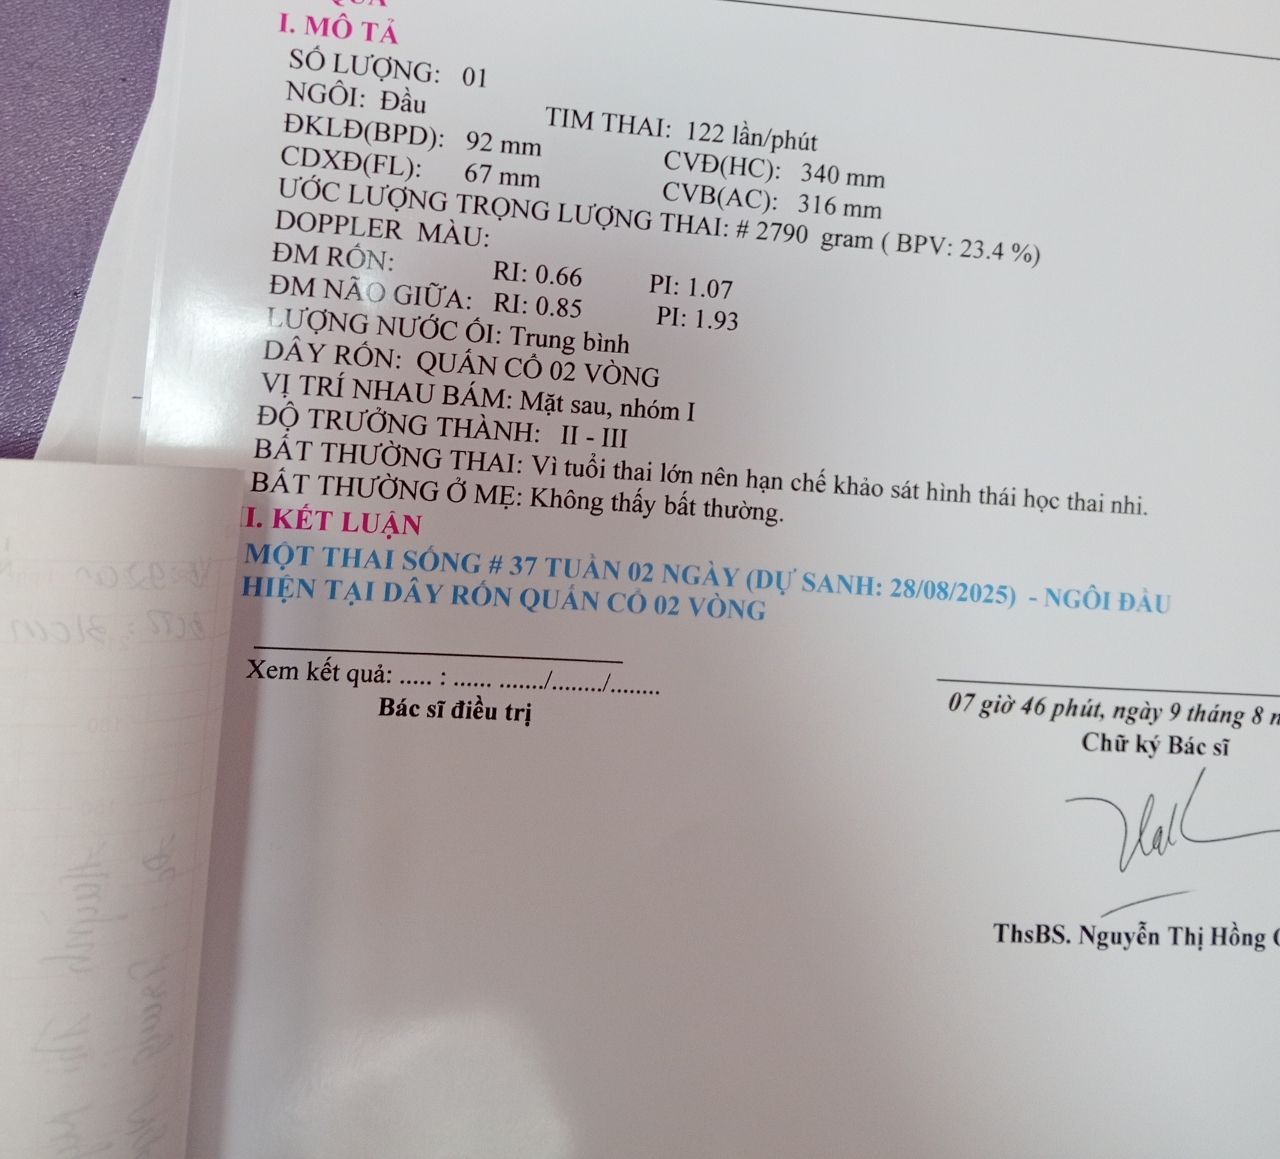 QUẢ
I. MÔ TẢ
SỐ LƯỢNG: 01
NGÔI: Đầu TIM THAI: 122 lần/phút
ĐKLĐ(BPD): 92 mm CVĐ(HC): 340 mm
CDXĐ(FL): 67 mm CVB(AC): 316 mm
ƯỚC LƯỢNG TRỌNG LƯỢNG THAI: # 2790 gram ( BPV: 23.4 %)
DOPPLER MÀU:
ĐM RỐN: RI: 0.66 PI: 1.07
ĐM NÃO GIỮA: RI: 0.85 PI: 1.93
LƯỢNG NƯỚC ỐI: Trung bình
DÂY RỐN: QUẤN CỔ 02 VÒNG
VỊ TRÍ NHAU BÁM: Mặt sau, nhóm I
ĐỘ TRƯỞNG THÀNH: II - III
BẤT THƯỜNG THAI: Vì tuổi thai lớn nên hạn chế khảo sát hình thái học thai nhi.
BẤT THƯỜNG Ở MẸ: Không thấy bất thường.
I. KẾT LUẬN
MỘT THAI SỐNG # 37 TUẦN 02 NGÀY (DỰ SANH: 28/08/2025) - NGÔI ĐẦU
HIỆN TẠI DÂY RỐN QUẤN CỔ 02 VÒNG
Xem kết quả: ..... : ...... ......./......../........
Bác sĩ điều trị
07 giờ 46 phút, ngày 9 tháng 8
Chữ ký Bác sĩ
ThsBS. Nguyễn Thị Hồng